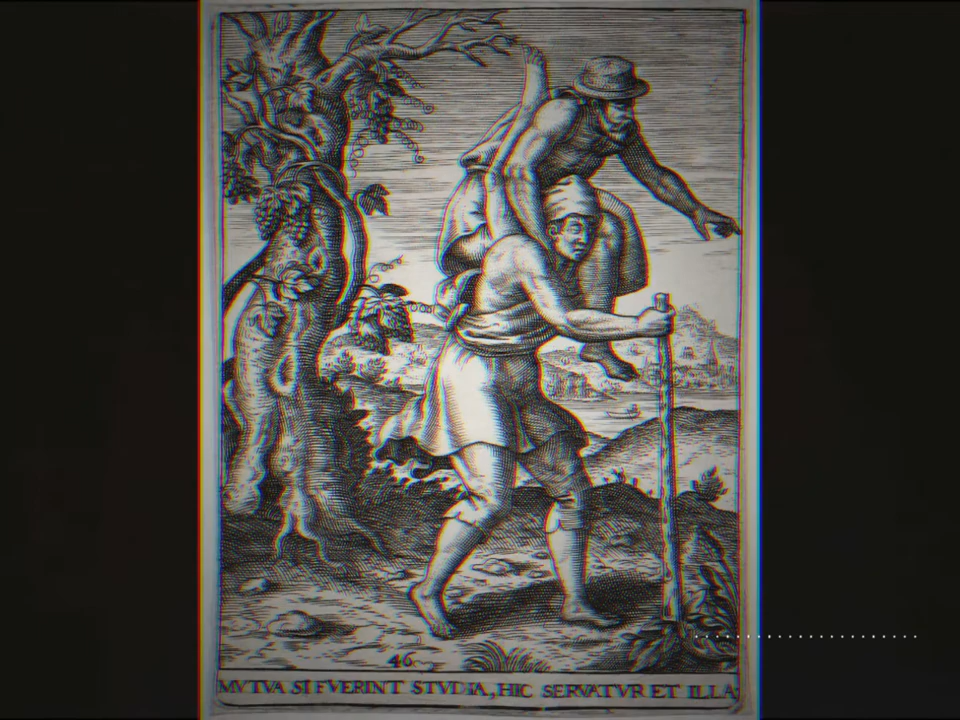 46
MVTVA SI FVERINT STVDIA, HIC SERVATVR ET ILLA